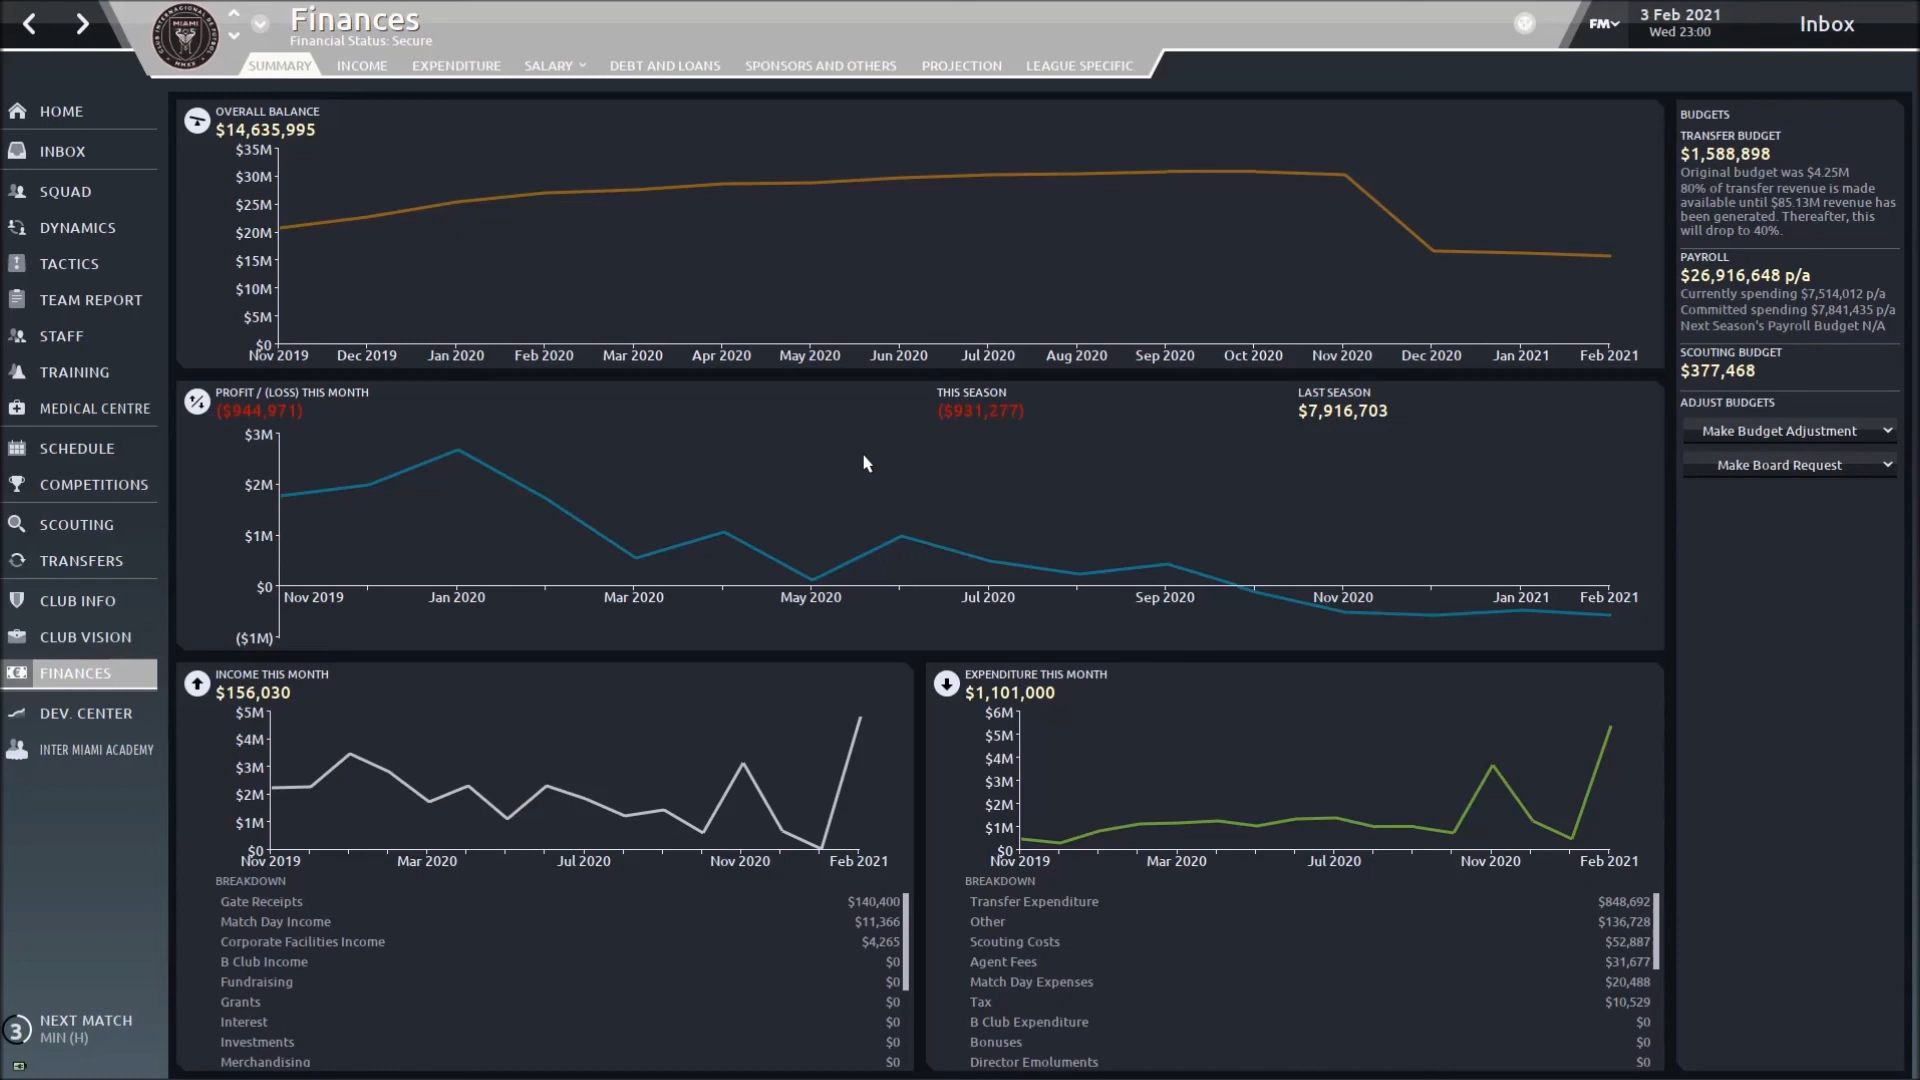 Finances
Financial Status: Secure
FM
3 Feb 2021
Wed 23:00
Inbox
SUMMARY
INCOME
EXPENDITURE
SALARY
DEBT AND LOANS
SPONSORS AND OTHERS
PROJECTION
LEAGUE SPECIFIC
MIAMI
HOME
INBOX
SQUAD
DYNAMICS
TACTICS
TEAM REPORT
STAFF
TRAINING
MEDICAL CENTRE
SCHEDULE
COMPETITIONS
SCOUTING
TRANSFERS
CLUB INFO
CLUB VISION
FINANCES
DEV. CENTER
INTER MIAMI ACADEMY
3
NEXT MATCH
MIN (H)
OVERALL BALANCE
$14,635,995
$35M
$30M
$25M
$20M
$15M
$10M
$5M
$0
Nov 2019
Dec 2019
Jan 2020
Feb 2020
Mar 2020
Apr 2020
May 2020
Jun 2020
Jul 2020
Aug 2020
Sep 2020
Oct 2020
Nov 2020
Dec 2020
Jan 2021
Feb 2021
PROFIT / (LOSS) THIS MONTH
($944,971)
THIS SEASON
($931,277)
LAST SEASON
$7,916,703
$3M
$2M
$1M
$0
($1M)
Nov 2019
Jan 2020
Mar 2020
May 2020
Jul 2020
Sep 2020
Nov 2020
Jan 2021
Feb 2021
INCOME THIS MONTH
$156,030
$5M
$4M
$3M
$2M
$1M
$0
Nov 2019
Mar 2020
Jul 2020
Nov 2020
Feb 2021
BREAKDOWN
Gate Receipts $140,400
Match Day Income $11,366
Corporate Facilities Income $4,265
B Club Income $0
Fundraising $0
Grants $0
Interest $0
Investments $0
Merchandising $0
EXPENDITURE THIS MONTH
$1,101,000
$6M
$5M
$4M
$3M
$2M
$1M
$0
Nov 2019
Mar 2020
Jul 2020
Nov 2020
Feb 2021
BREAKDOWN
Transfer Expenditure $848,692
Other $136,728
Scouting Costs $52,887
Agent Fees $31,677
Match Day Expenses $20,488
Tax $10,529
B Club Expenditure $0
Bonuses $0
Director Emoluments $0
BUDGETS
TRANSFER BUDGET
$1,588,898
Original budget was $4.25M
80% of transfer revenue is made
available until $85.13M revenue has
been generated. Thereafter, this
will drop to 40%.
PAYROLL
$26,916,648 p/a
Currently spending $7,514,012 p/a
Committed spending $7,841,435 p/a
Next Season's Payroll Budget N/A
SCOUTING BUDGET
$377,468
ADJUST BUDGETS
Make Budget Adjustment
Make Board Request